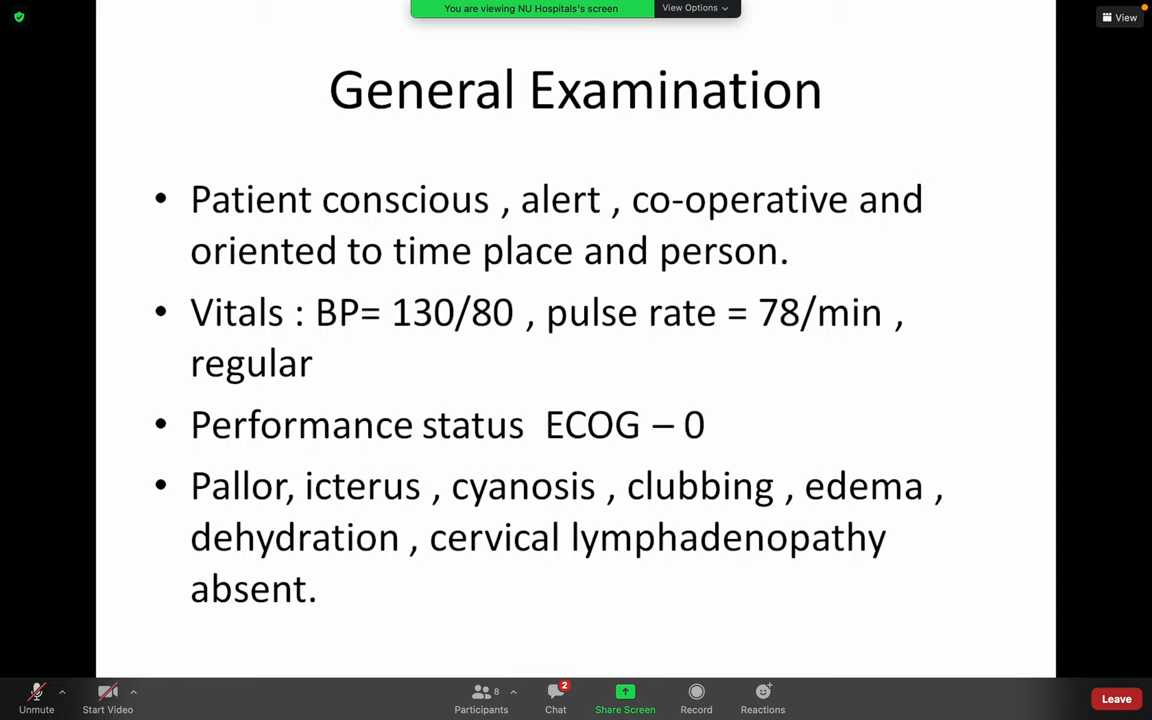 You are viewing NU Hospitals's screen
View Options
View
General Examination
• Patient conscious , alert , co-operative and
oriented to time place and person.
• Vitals : BP= 130/80 , pulse rate = 78/min ,
regular
• Performance status ECOG – 0
• Pallor, icterus , cyanosis , clubbing , edema ,
dehydration , cervical lymphadenopathy
absent.
Unmute
Start Video
8
Participants
2
Chat
Share Screen
Record
Reactions
Leave